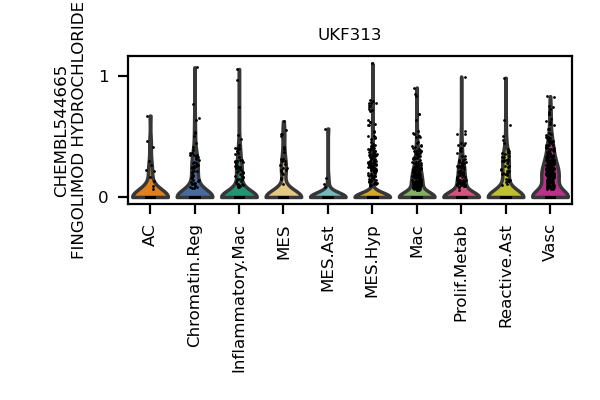 UKF313
CHEMBL544665
FINGOLIMOD HYDROCHLORIDE
1
0
AC
Chromatin.Reg
Inflammatory.Mac
MES
MES.Ast
MES.Hyp
Mac
Prolif.Metab
Reactive.Ast
Vasc